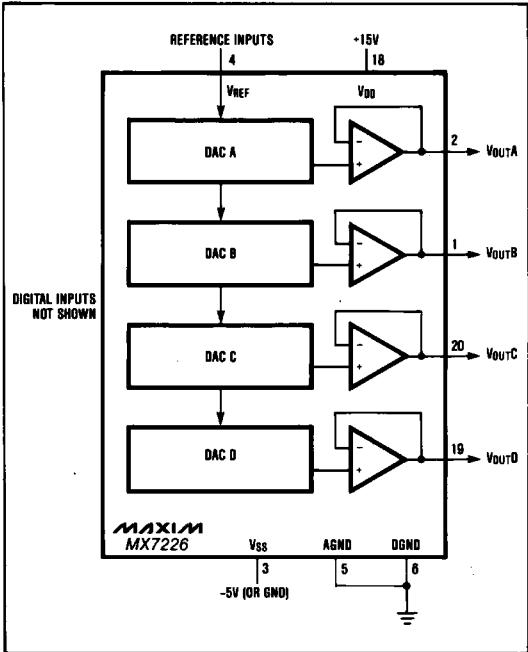 REFERENCE INPUTS
+15V
4
18
VREF
VDD
DAC A
2
VOUTA
DAC B
1
VOUTB
DIGITAL INPUTS
NOT SHOWN
DAC C
20
VOUTC
DAC D
19
VOUTD
MAXIM
MX7226
VSS
AGND
DGND
3
5
6
-5V (OR GND)
- +
- +
- +
- +